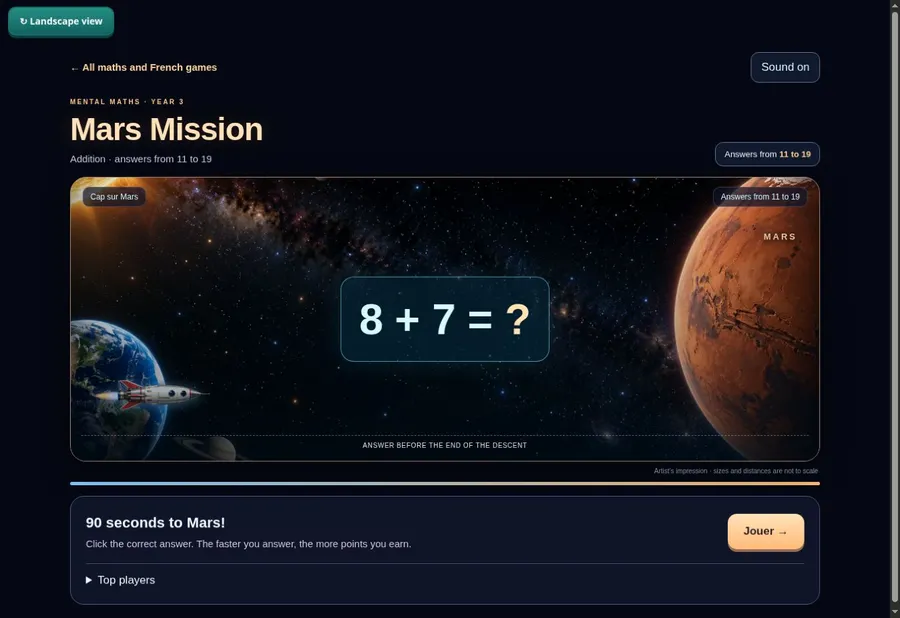 ↻ Landscape view
← All maths and French games
Sound on
MENTAL MATHS · YEAR 3
Mars Mission
Addition · answers from 11 to 19
Answers from 11 to 19
Cap sur Mars
Answers from 11 to 19
MARS
8 + 7 = ?
ANSWER BEFORE THE END OF THE DESCENT
Artist's impression · sizes and distances are not to scale
90 seconds to Mars!
Click the correct answer. The faster you answer, the more points you earn.
Jouer →
▶ Top players